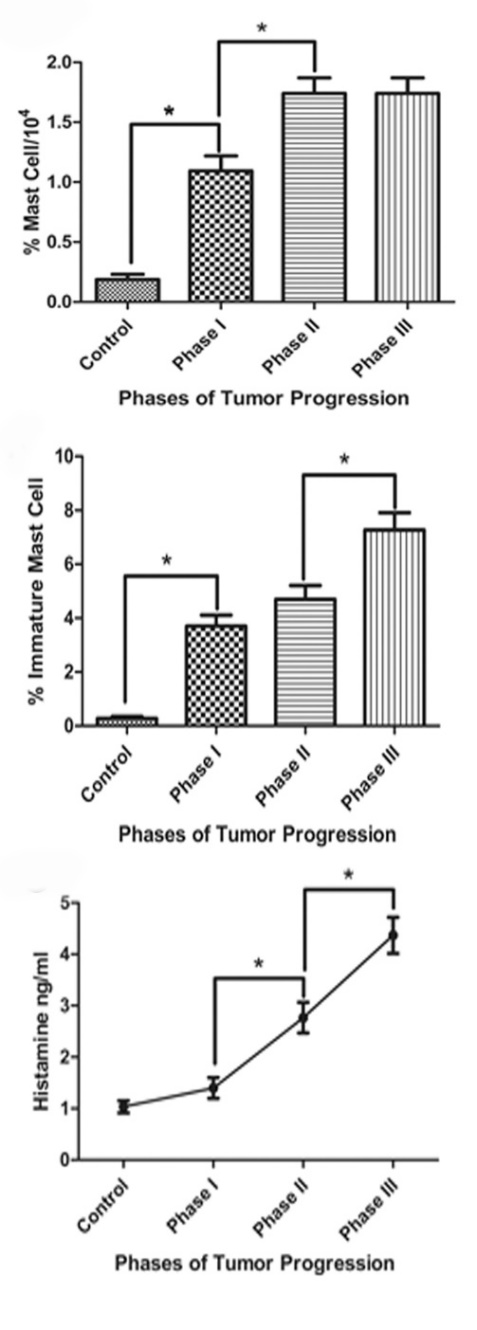 *
*
2.0
1.5
1.0
0.5
0.0
% Mast Cell/10⁴
Control
Phase I
Phase II
Phase III
Phases of Tumor Progression
*
*
10
8
6
4
2
0
% Immature Mast Cell
Control
Phase I
Phase II
Phase III
Phases of Tumor Progression
*
*
5
4
3
2
1
0
Histamine ng/ml
Control
Phase I
Phase II
Phase III
Phases of Tumor Progression